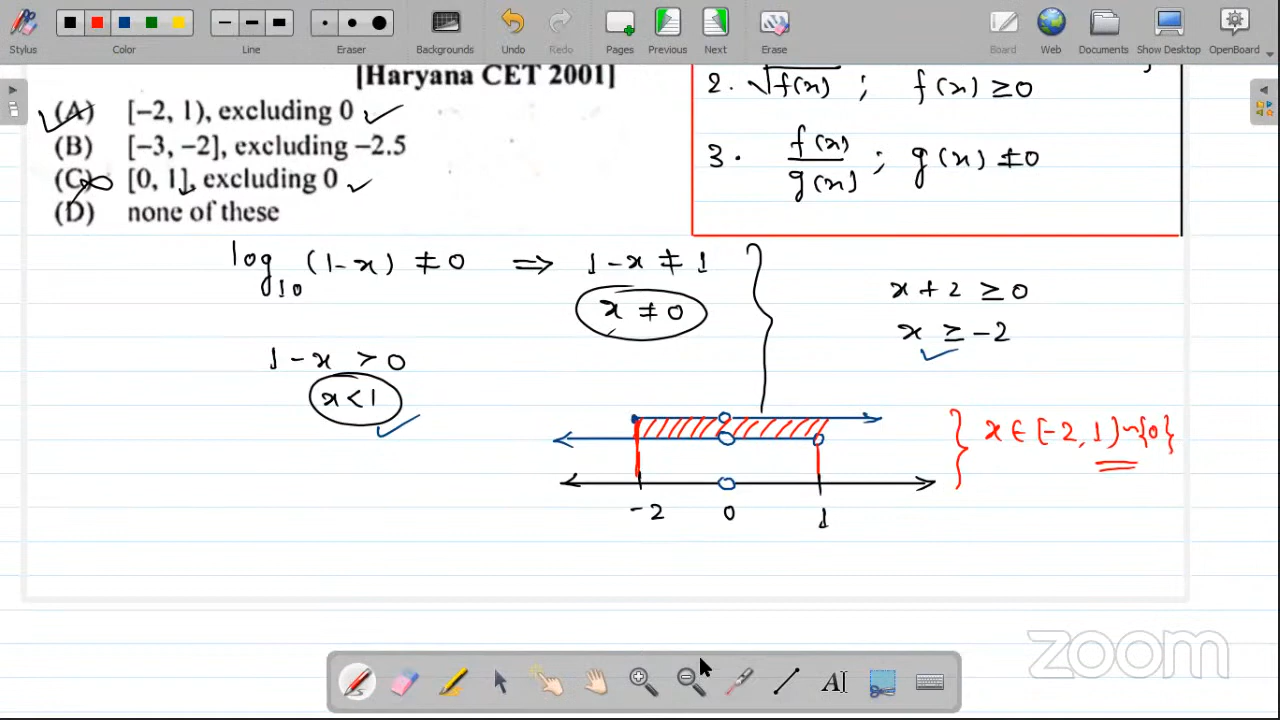 Stylus Color Line Eraser Backgrounds Undo Redo Pages Previous Next Erase Board Web Documents Show Desktop OpenBoard
[Haryana CET 2001]
(A) [−2, 1), excluding 0
(B) [−3, −2], excluding −2.5
(C) [0, 1], excluding 0
(D) none of these
2. √f(x) ; f(x) ≥0
3. f(x)/g(x) ; g(x) ≠0
log₁₀ (1-x) ≠0 ⇒ 1-x ≠ 1
x ≠ 0
1-x > 0
x < 1
x + 2 ≥ 0
x ≥ -2
x ∈ [-2, 1) ~{0}
-2 0 1
zoom